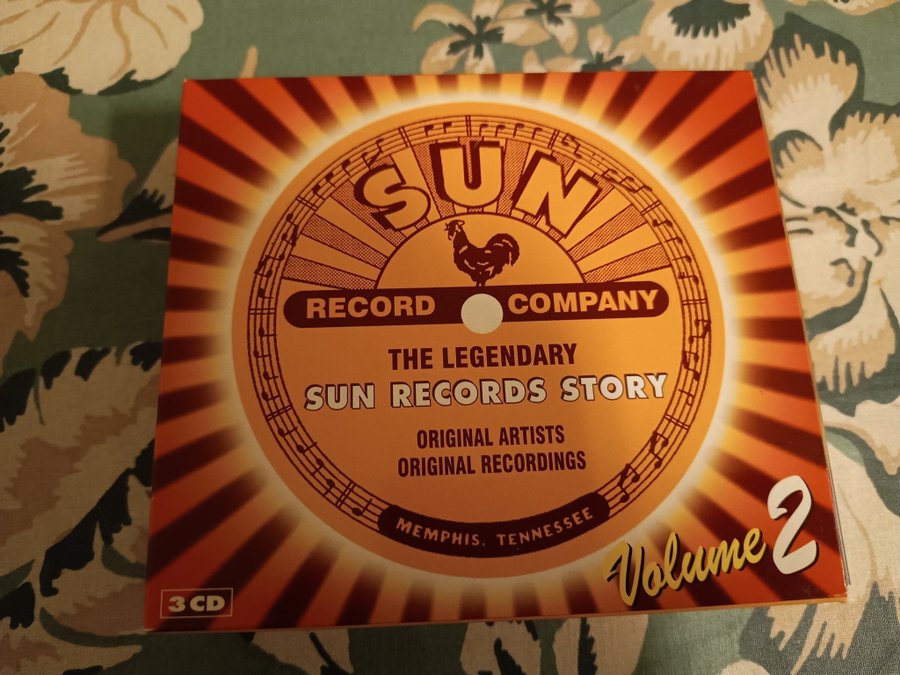 SUN
RECORD COMPANY
THE LEGENDARY
SUN RECORDS STORY
ORIGINAL ARTISTS
ORIGINAL RECORDINGS
MEMPHIS, TENNESSEE
Volume 2
3 CD